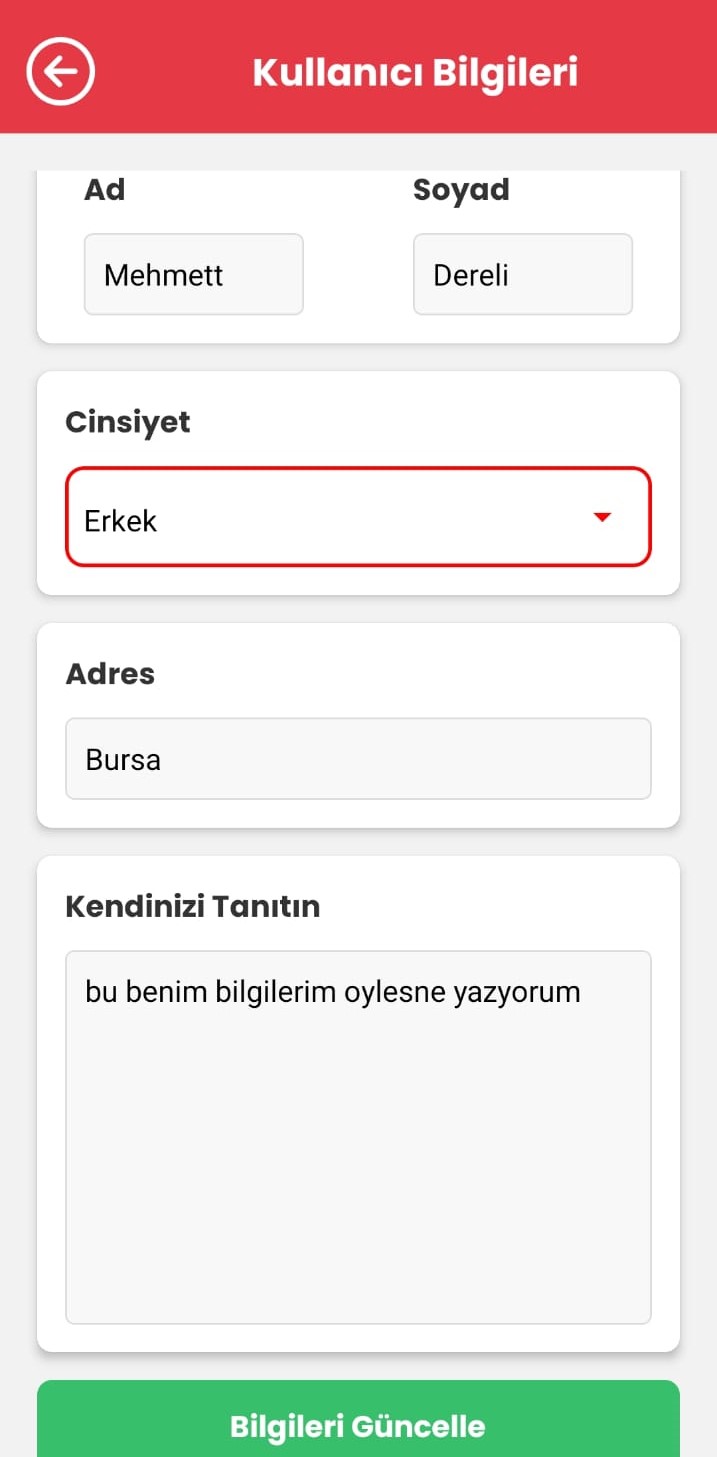 Kullanıcı Bilgileri
Ad
Soyad
Mehmett
Dereli
Cinsiyet
Erkek
Adres
Bursa
Kendinizi Tanıtın
bu benim bilgilerim oylesne yazyorum
Bilgileri Güncelle